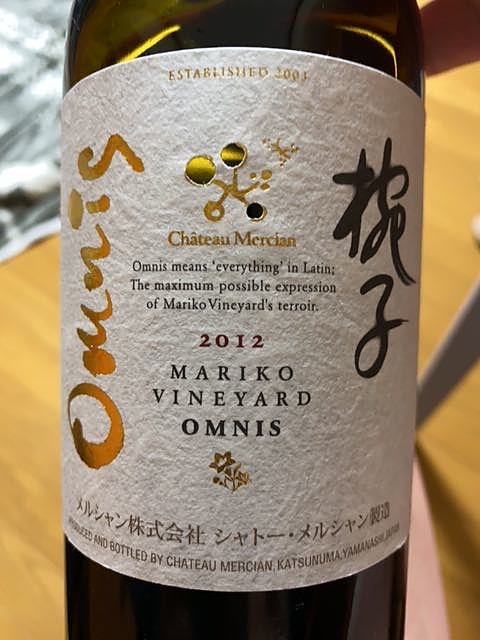 ESTABLISHED 2003
Omnis
椀子
Château Mercian
Omnis means 'everything' in Latin;
The maximum possible expression
of Mariko Vineyard's terroir.
2012
MARIKO
VINEYARD
OMNIS
メルシャン株式会社 シャトー・メルシャン製造
PRODUCED AND BOTTLED BY CHATEAU MERCIAN, KATSUNUMA, YAMANASHI, JAPAN